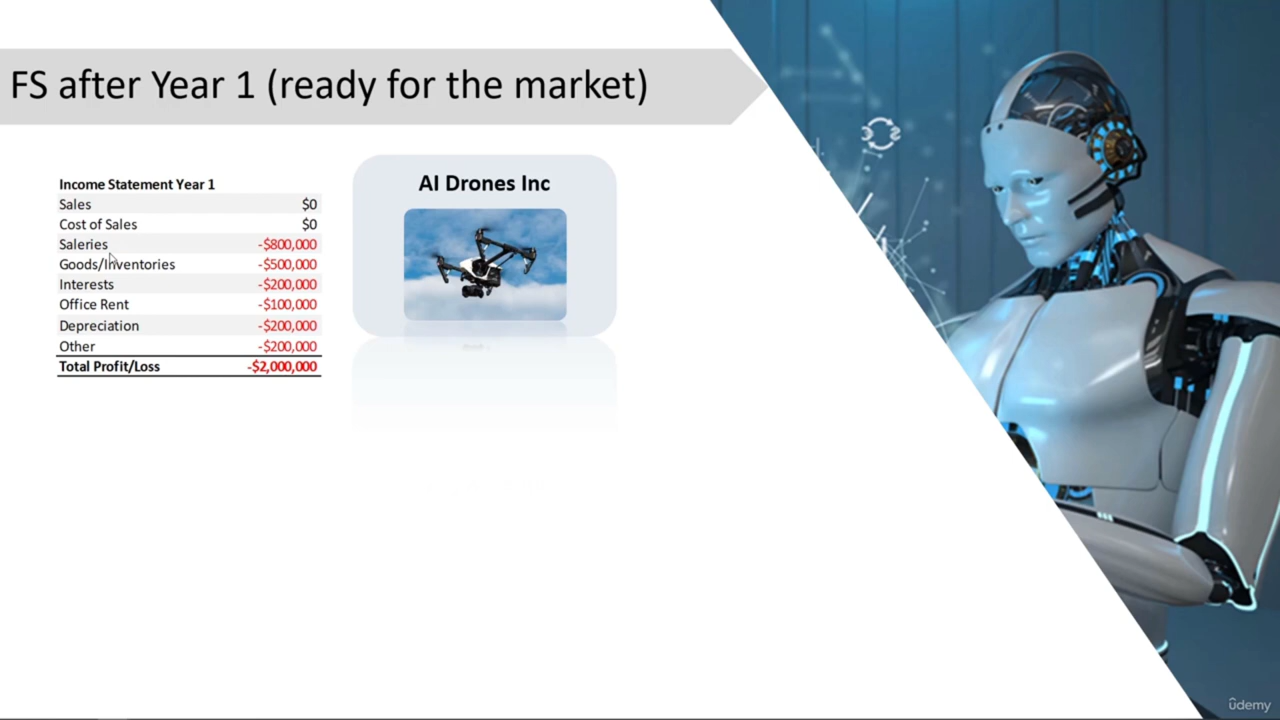 FS after Year 1 (ready for the market)
Income Statement Year 1
Sales $0
Cost of Sales $0
Saleries -$800,000
Goods/Inventories -$500,000
Interests -$200,000
Office Rent -$100,000
Depreciation -$200,000
Other -$200,000
Total Profit/Loss -$2,000,000
AI Drones Inc
ûdemy